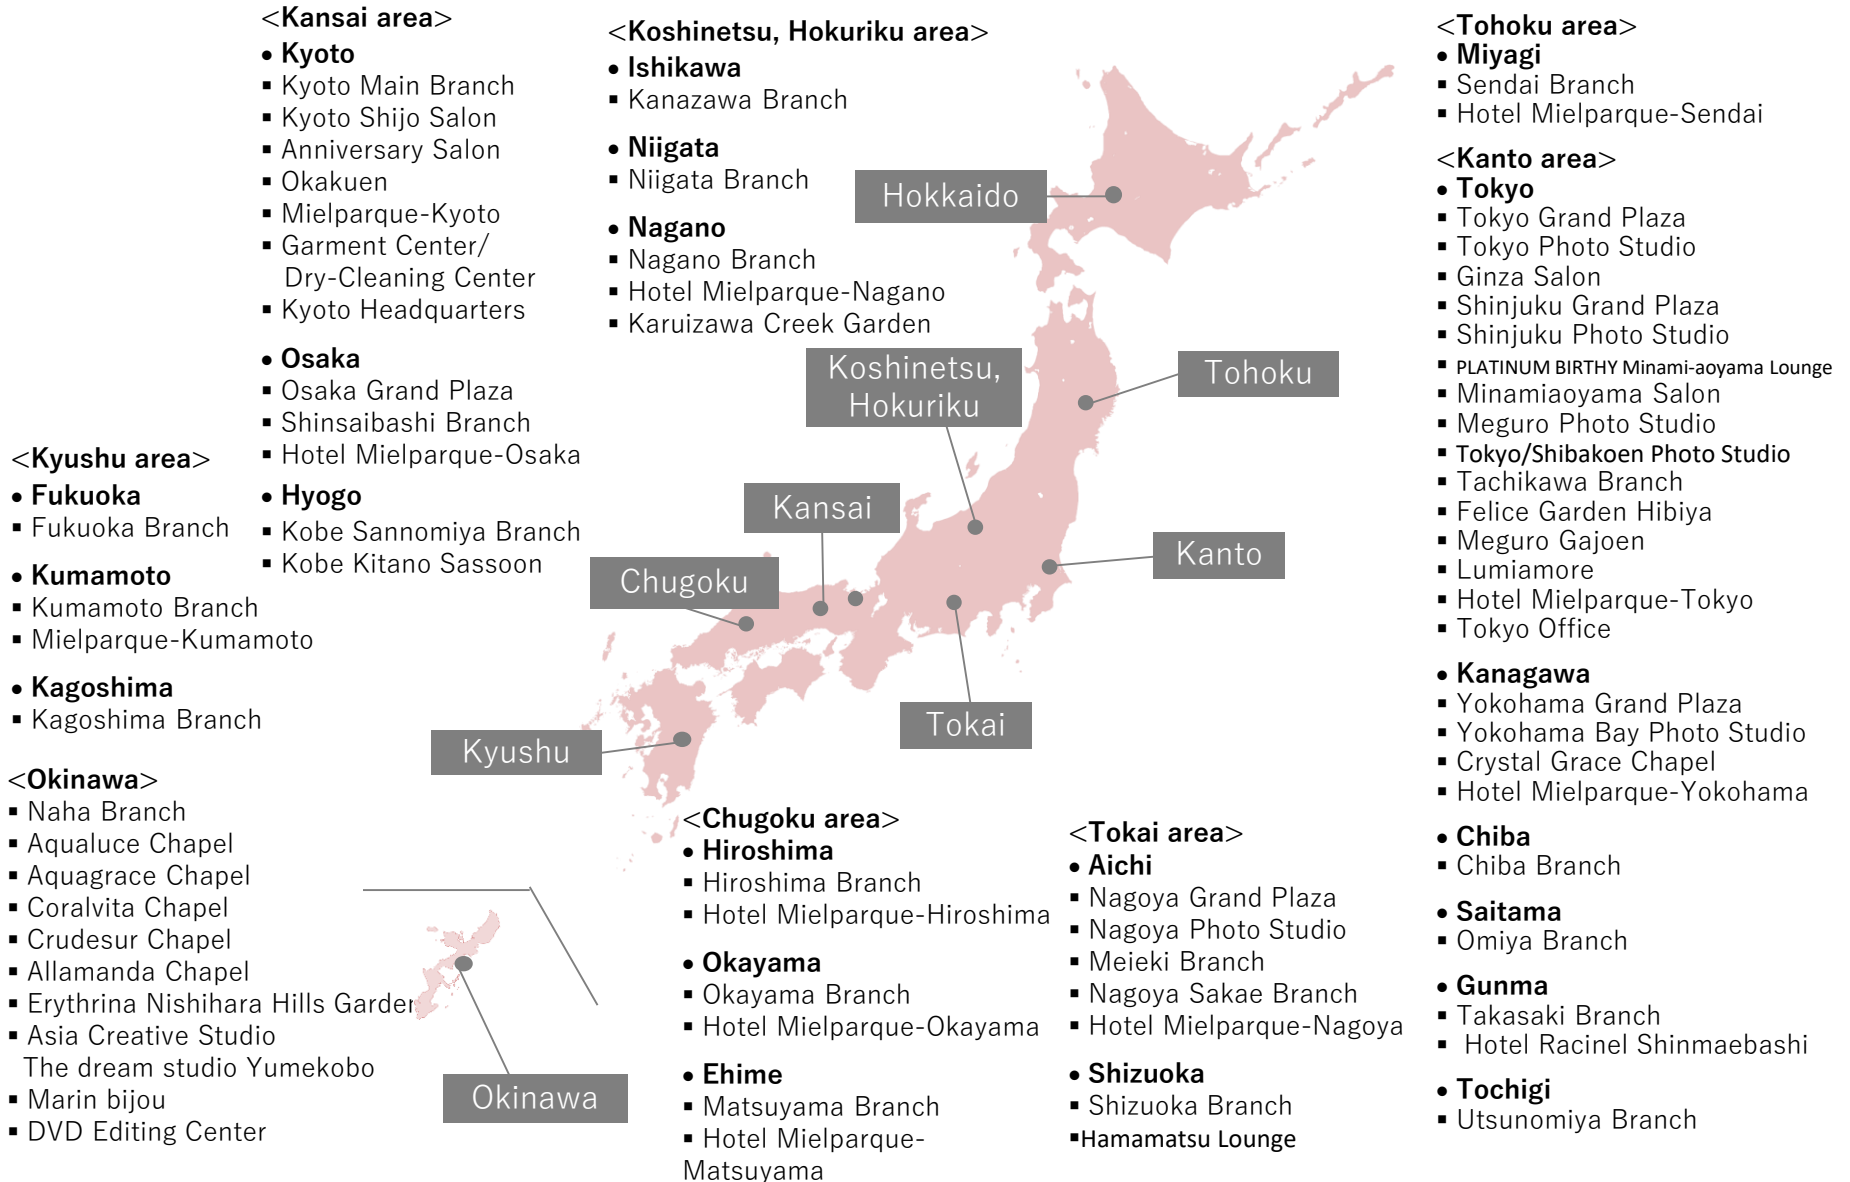 <Kansai area>
● Kyoto
▪ Kyoto Main Branch
▪ Kyoto Shijo Salon
▪ Anniversary Salon
▪ Okakuen
▪ Mielparque-Kyoto
▪ Garment Center/
Dry-Cleaning Center
▪ Kyoto Headquarters
● Osaka
▪ Osaka Grand Plaza
▪ Shinsaibashi Branch
▪ Hotel Mielparque-Osaka
● Hyogo
▪ Kobe Sannomiya Branch
▪ Kobe Kitano Sassoon
<Koshinetsu, Hokuriku area>
● Ishikawa
▪ Kanazawa Branch
● Niigata
▪ Niigata Branch
● Nagano
▪ Nagano Branch
▪ Hotel Mielparque-Nagano
▪ Karuizawa Creek Garden
<Tohoku area>
● Miyagi
▪ Sendai Branch
▪ Hotel Mielparque-Sendai
<Kanto area>
● Tokyo
▪ Tokyo Grand Plaza
▪ Tokyo Photo Studio
▪ Ginza Salon
▪ Shinjuku Grand Plaza
▪ Shinjuku Photo Studio
▪ PLATINUM BIRTHY Minami-aoyama Lounge
▪ Minamiaoyama Salon
▪ Meguro Photo Studio
▪ Tokyo/Shibakoen Photo Studio
▪ Tachikawa Branch
▪ Felice Garden Hibiya
▪ Meguro Gajoen
▪ Lumiamore
▪ Hotel Mielparque-Tokyo
▪ Tokyo Office
● Kanagawa
▪ Yokohama Grand Plaza
▪ Yokohama Bay Photo Studio
▪ Crystal Grace Chapel
▪ Hotel Mielparque-Yokohama
● Chiba
▪ Chiba Branch
● Saitama
▪ Omiya Branch
● Gunma
▪ Takasaki Branch
▪ Hotel Racinel Shinmaebashi
● Tochigi
▪ Utsunomiya Branch
Hokkaido
Koshinetsu,
Hokuriku
Tohoku
Kansai
Kanto
Chugoku
Tokai
Kyushu
Okinawa
<Kyushu area>
● Fukuoka
▪ Fukuoka Branch
● Kumamoto
▪ Kumamoto Branch
▪ Mielparque-Kumamoto
● Kagoshima
▪ Kagoshima Branch
<Okinawa>
▪ Naha Branch
▪ Aqualuce Chapel
▪ Aquagrace Chapel
▪ Coralvita Chapel
▪ Crudesur Chapel
▪ Allamanda Chapel
▪ Erythrina Nishihara Hills Garden
▪ Asia Creative Studio
The dream studio Yumekobo
▪ Marin bijou
▪ DVD Editing Center
<Chugoku area>
● Hiroshima
▪ Hiroshima Branch
▪ Hotel Mielparque-Hiroshima
● Okayama
▪ Okayama Branch
▪ Hotel Mielparque-Okayama
● Ehime
▪ Matsuyama Branch
▪ Hotel Mielparque-
Matsuyama
<Tokai area>
● Aichi
▪ Nagoya Grand Plaza
▪ Nagoya Photo Studio
▪ Meieki Branch
▪ Nagoya Sakae Branch
▪ Hotel Mielparque-Nagoya
● Shizuoka
▪ Shizuoka Branch
▪Hamamatsu Lounge